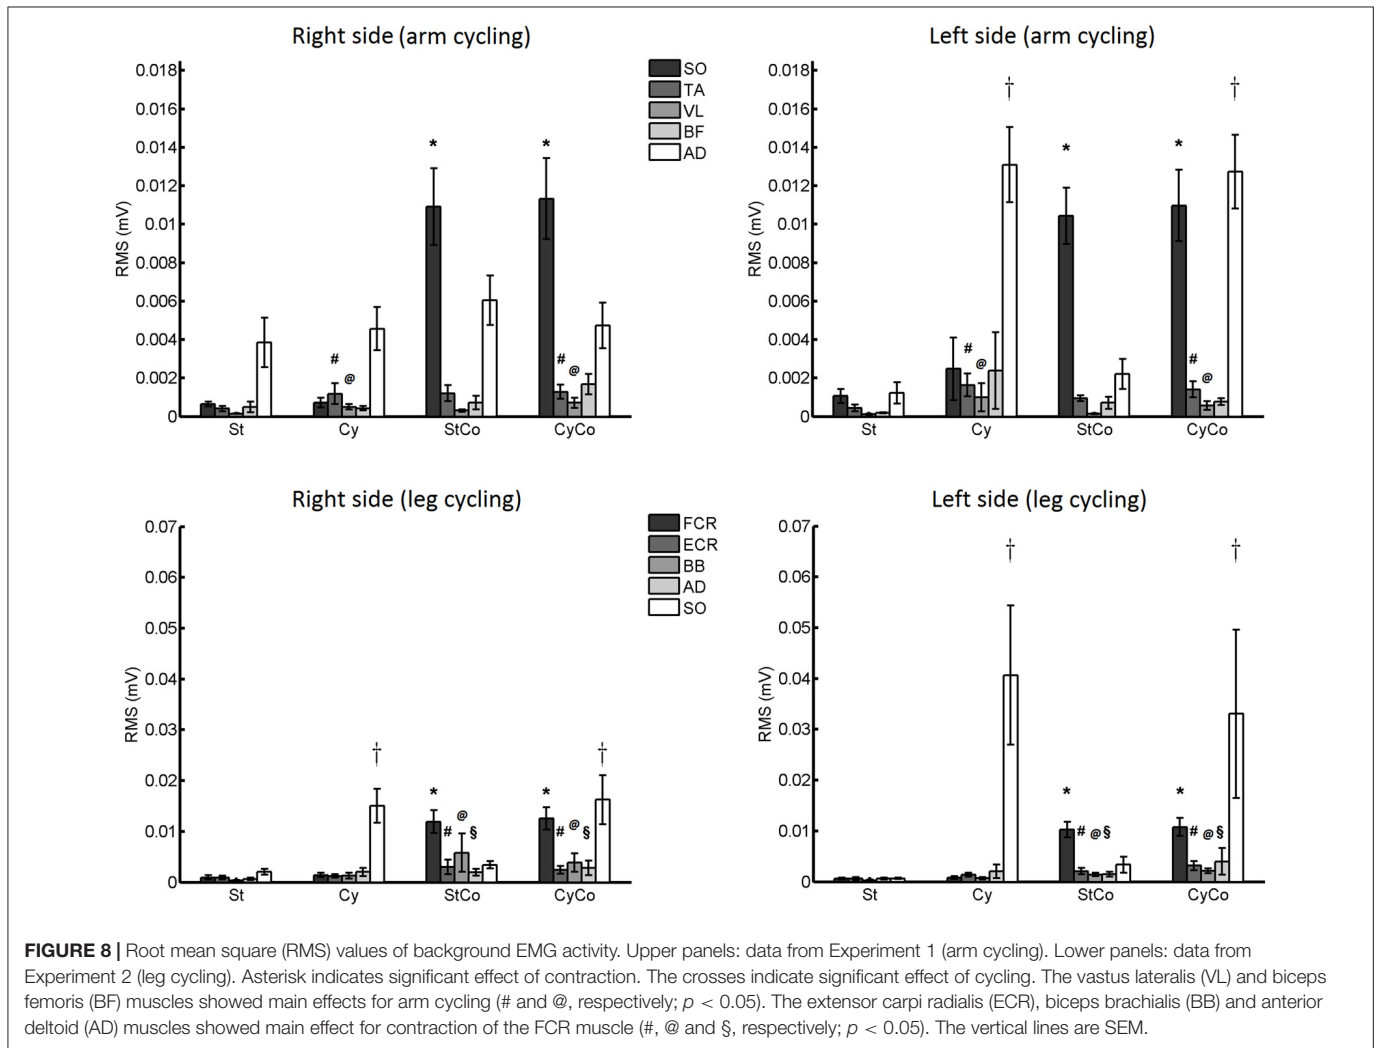 Right side (arm cycling)
Left side (arm cycling)
0.018
0.016
0.014
0.012
0.01
0.008
0.006
0.004
0.002
0
RMS (mV)
* *
# @ # @
St Cy StCo CyCo
SO
TA
VL
BF
AD
0.018
0.016
0.014
0.012
0.01
0.008
0.006
0.004
0.002
0
RMS (mV)
† †
* *
# @ # @
St Cy StCo CyCo
Right side (leg cycling)
Left side (leg cycling)
0.07
0.06
0.05
0.04
0.03
0.02
0.01
0
RMS (mV)
† †
* *
# @ § # @ §
St Cy StCo CyCo
FCR
ECR
BB
AD
SO
0.07
0.06
0.05
0.04
0.03
0.02
0.01
0
RMS (mV)
† †
* *
# @ § # @ §
St Cy StCo CyCo
FIGURE 8 | Root mean square (RMS) values of background EMG activity. Upper panels: data from Experiment 1 (arm cycling). Lower panels: data from
Experiment 2 (leg cycling). Asterisk indicates significant effect of contraction. The crosses indicate significant effect of cycling. The vastus lateralis (VL) and biceps
femoris (BF) muscles showed main effects for arm cycling (# and @, respectively; p < 0.05). The extensor carpi radialis (ECR), biceps brachialis (BB) and anterior
deltoid (AD) muscles showed main effect for contraction of the FCR muscle (#, @ and §, respectively; p < 0.05). The vertical lines are SEM.